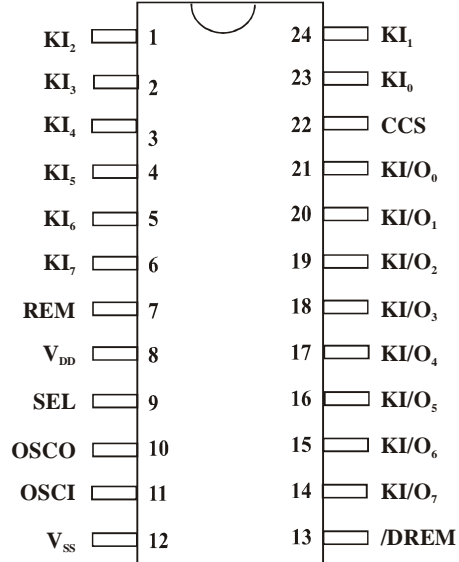 KI₂ 1 24 KI₁
KI₃ 2 23 KI₀
KI₄ 3 22 CCS
KI₅ 4 21 KI/O₀
KI₆ 5 20 KI/O₁
KI₇ 6 19 KI/O₂
REM 7 18 KI/O₃
V_DD 8 17 KI/O₄
SEL 9 16 KI/O₅
OSCO 10 15 KI/O₆
OSCI 11 14 KI/O₇
V_SS 12 13 /DREM